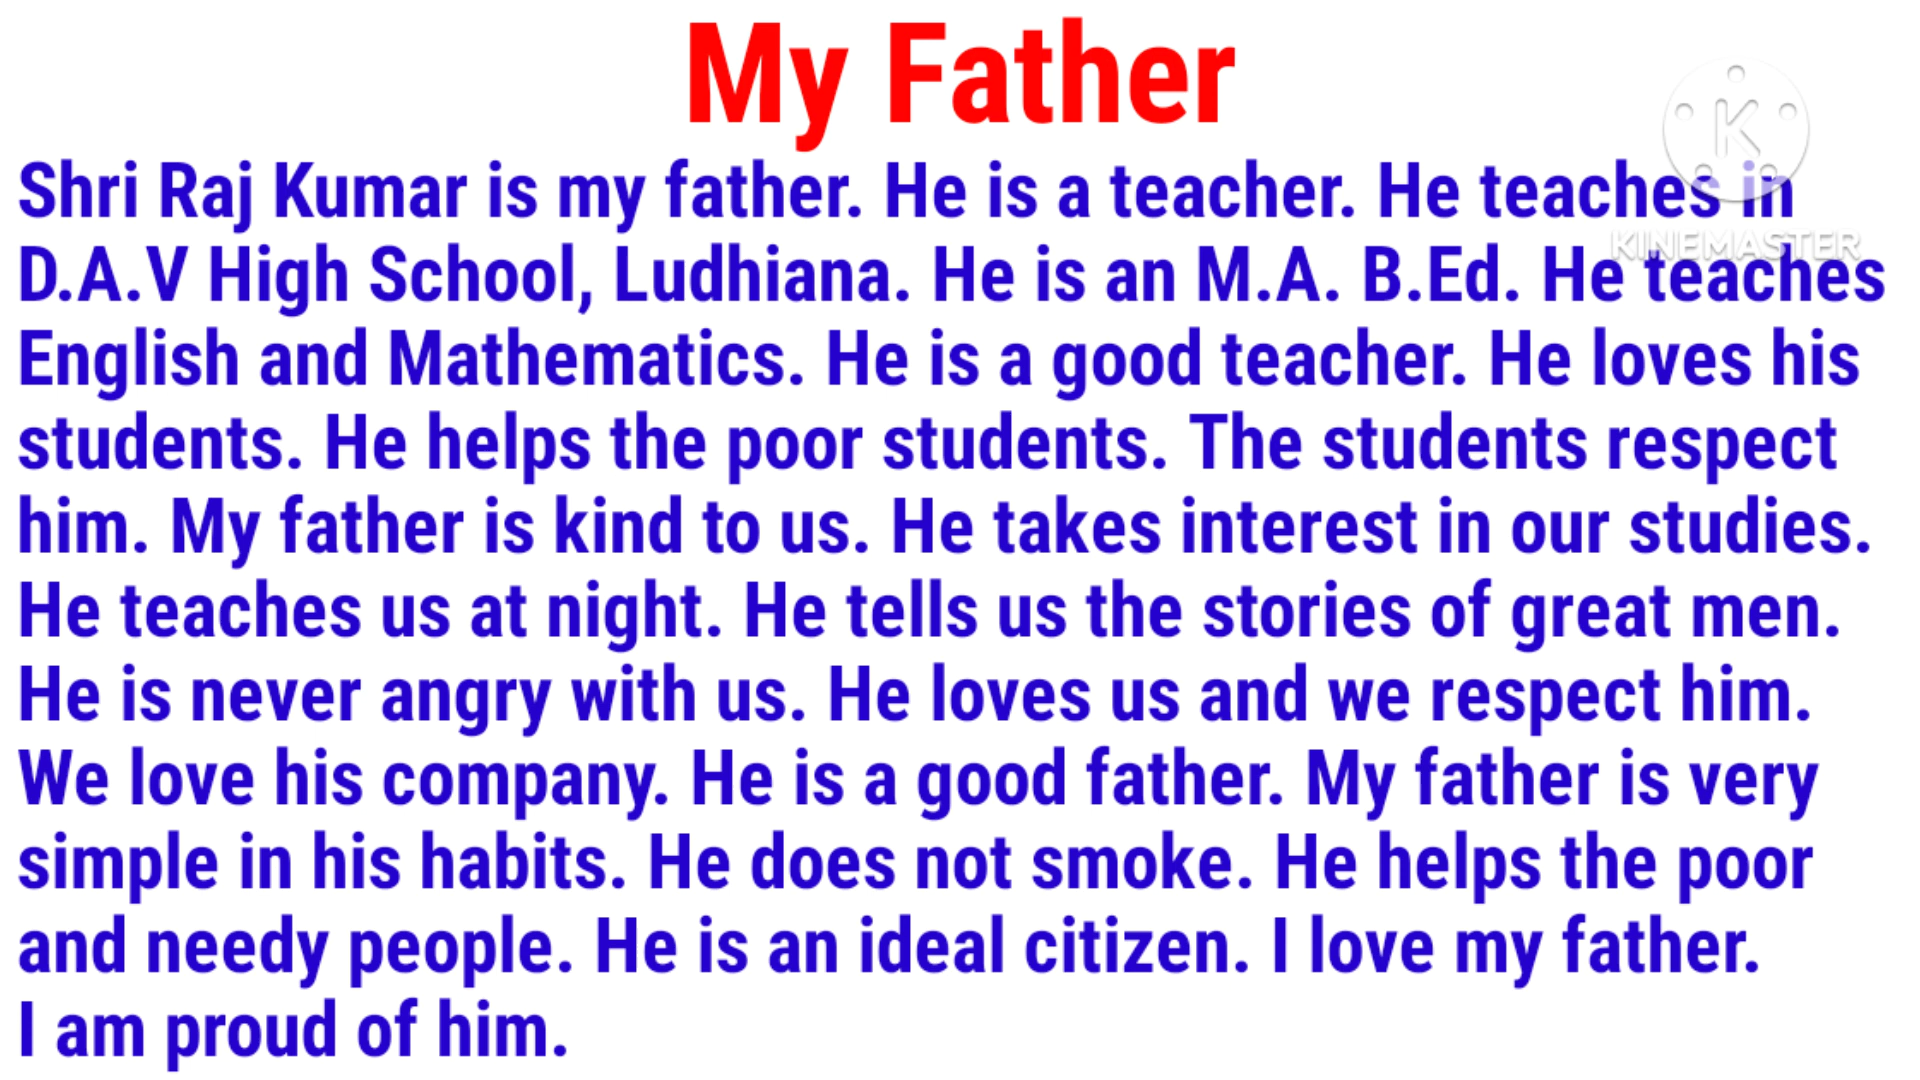 My Father
K
Shri Raj Kumar is my father. He is a teacher. He teaches in
KINEMASTER
D.A.V High School, Ludhiana. He is an M.A. B.Ed. He teaches
English and Mathematics. He is a good teacher. He loves his
students. He helps the poor students. The students respect
him. My father is kind to us. He takes interest in our studies.
He teaches us at night. He tells us the stories of great men.
He is never angry with us. He loves us and we respect him.
We love his company. He is a good father. My father is very
simple in his habits. He does not smoke. He helps the poor
and needy people. He is an ideal citizen. I love my father.
I am proud of him.